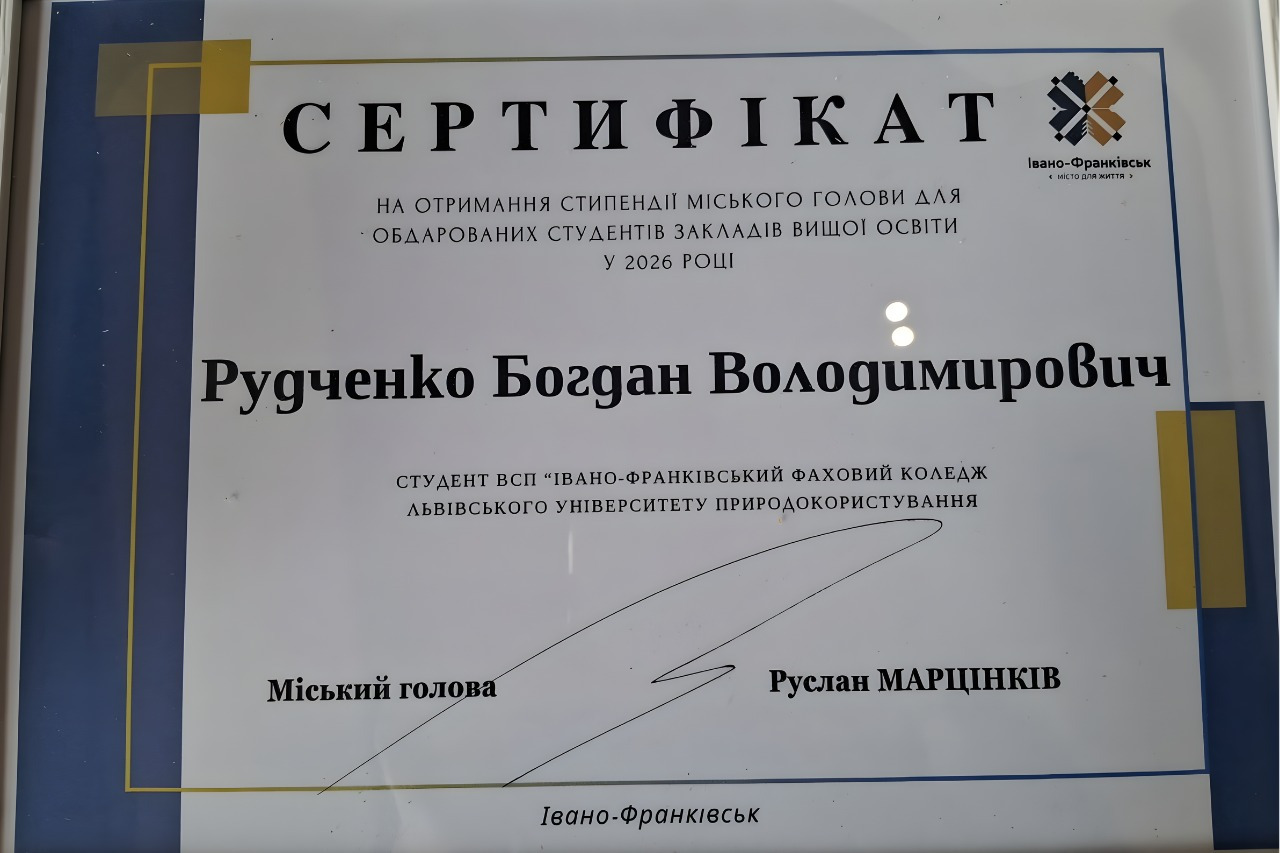 СЕРТИФІКАТ
Івано-Франківськ
‹ місто для життя ›
НА ОТРИМАННЯ СТИПЕНДІЇ МІСЬКОГО ГОЛОВИ ДЛЯ
ОБДАРОВАНИХ СТУДЕНТІВ ЗАКЛАДІВ ВИЩОЇ ОСВІТИ
У 2026 РОЦІ
Рудченко Богдан Володимирович
СТУДЕНТ ВСП “ІВАНО-ФРАНКІВСЬКИЙ ФАХОВИЙ КОЛЕДЖ
ЛЬВІВСЬКОГО УНІВЕРСИТЕТУ ПРИРОДОКОРИСТУВАННЯ
Міський голова
Руслан МАРЦІНКІВ
Івано-Франківськ